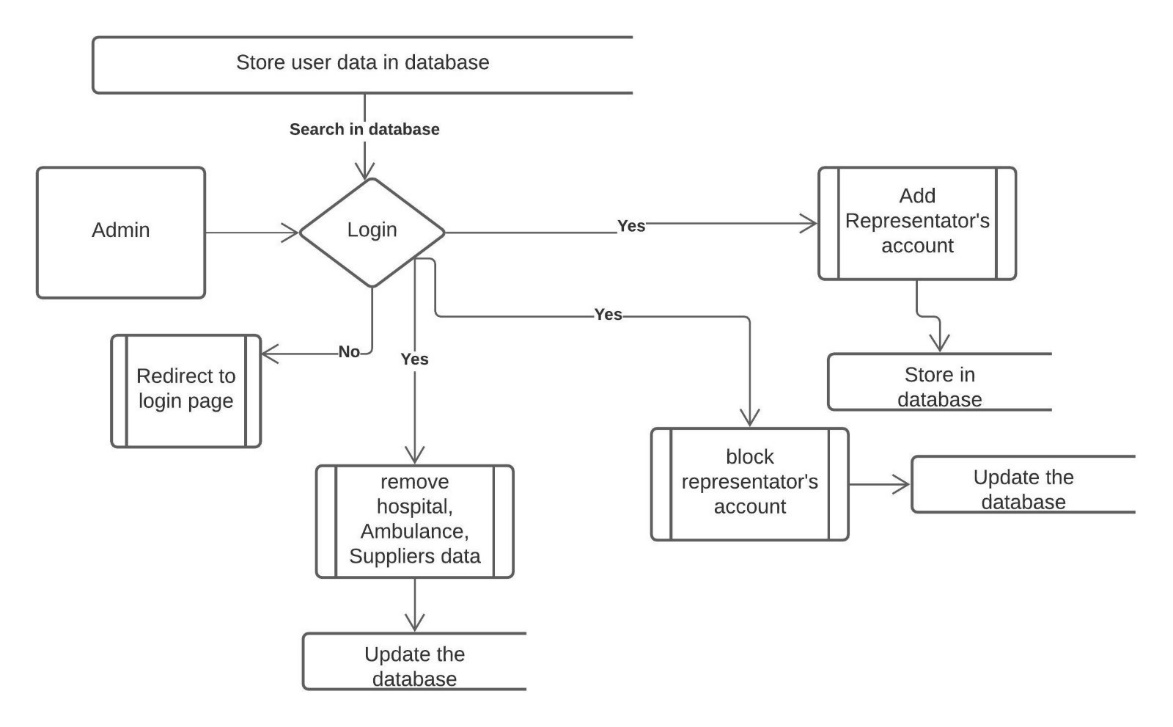 Store user data in database
Search in database
Admin
Login
Yes
Add
Representator's
account
Yes
No
Yes
Redirect to
login page
Store in
database
block
representator's
account
Update the
database
remove
hospital,
Ambulance,
Suppliers data
Update the
database